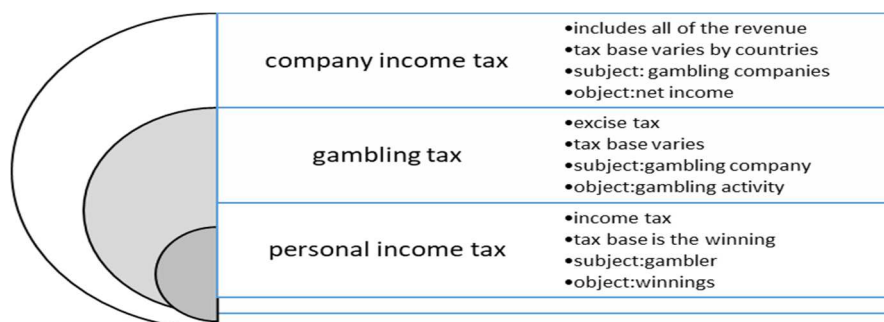 company income tax
•includes all of the revenue
•tax base varies by countries
•subject: gambling companies
•object:net income
gambling tax
•excise tax
•tax base varies
•subject:gambling company
•object:gambling activity
personal income tax
•income tax
•tax base is the winning
•subject:gambler
•object:winnings